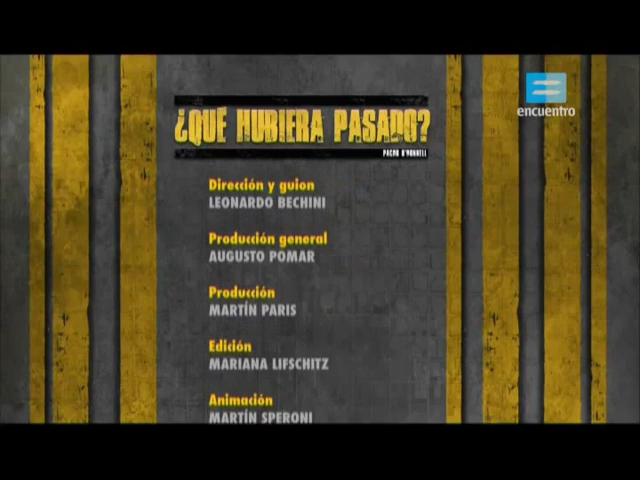 encuentro
¿QUÉ HUBIERA PASADO?
PACHO O'DONNELL
Dirección y guion
LEONARDO BECHINI
Producción general
AUGUSTO POMAR
Producción
MARTÍN PARIS
Edición
MARIANA LIFSCHITZ
Animación
MARTÍN SPERONI